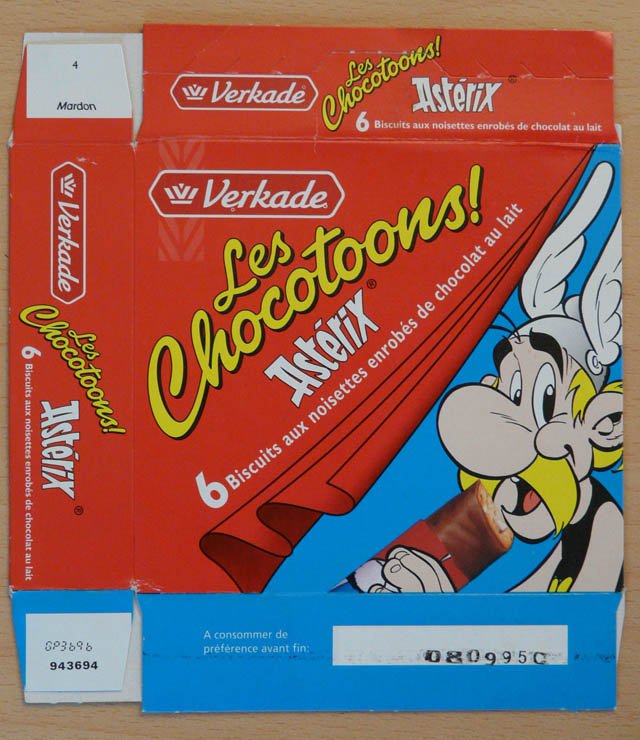 4
Mardon
Verkade
Les
Chocotoons!
Astérix ®
6 Biscuits aux noisettes enrobés de chocolat au lait
Verkade
Les
Chocotoons!
Astérix ®
6 Biscuits aux noisettes enrobés de chocolat au lait
Verkade
Les
Chocotoons!
Astérix ®
6 Biscuits aux noisettes enrobés de chocolat au lait
GP3696
943694
A consommer de
préférence avant fin:
080995C